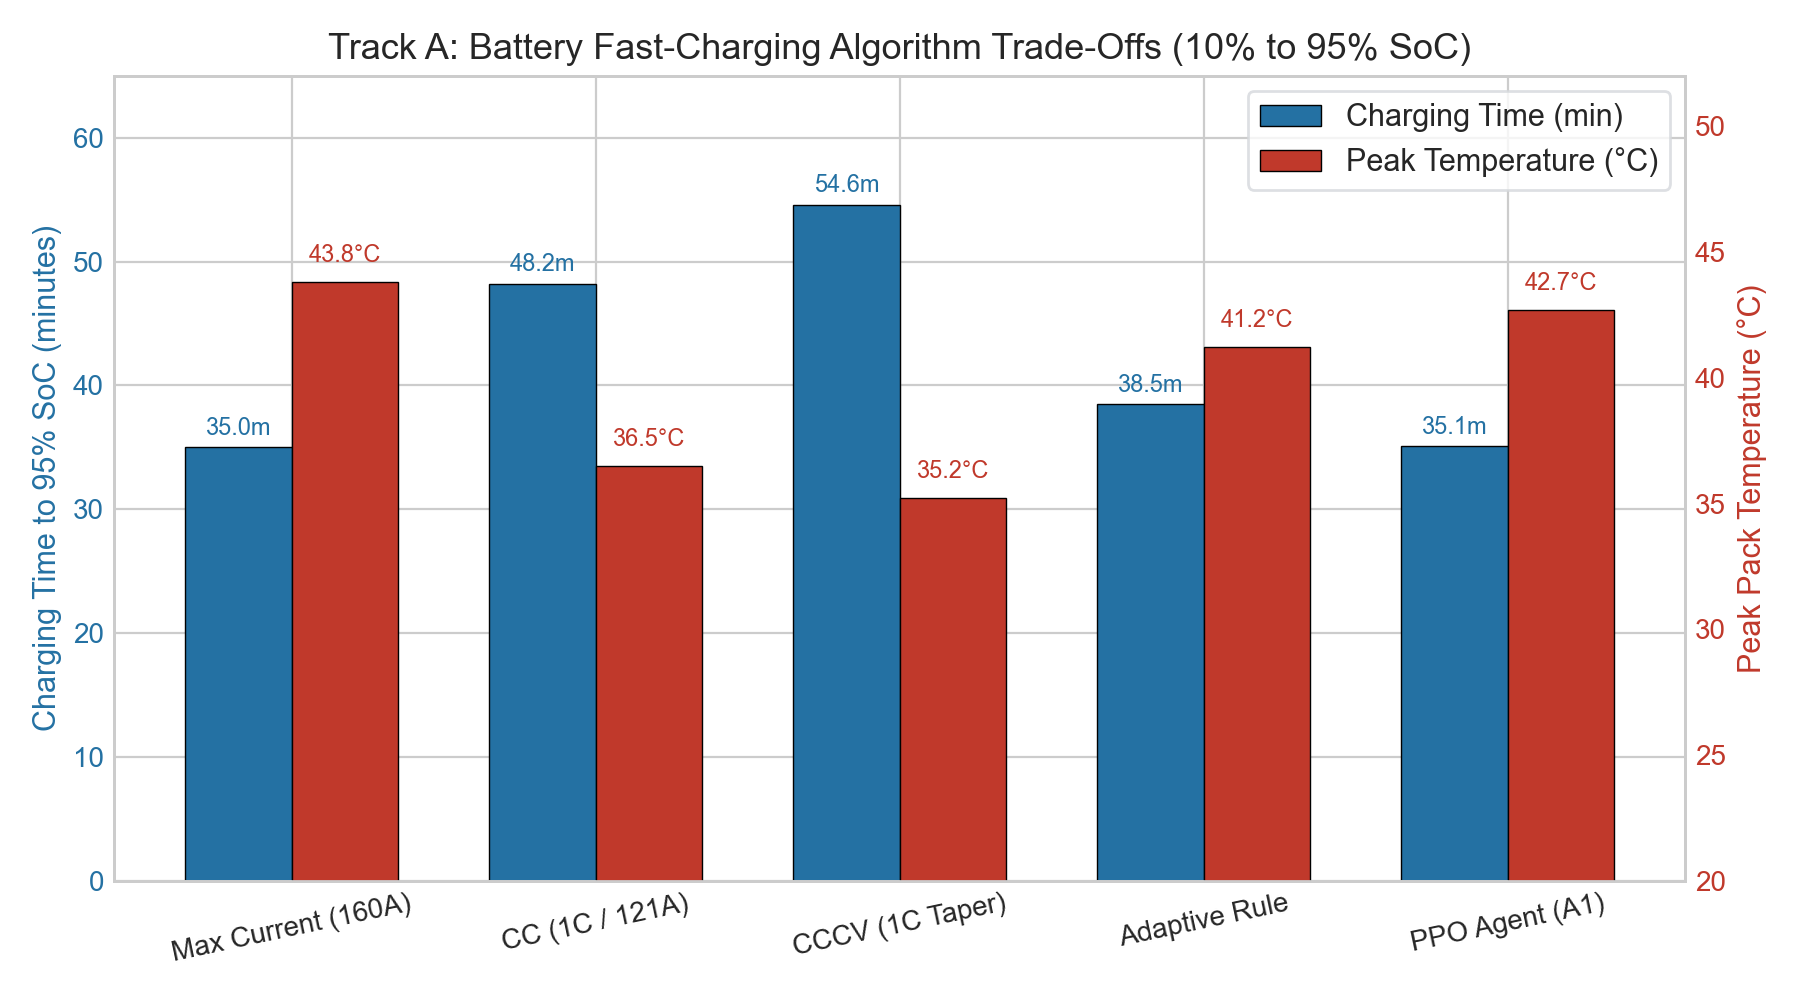 Track A: Battery Fast-Charging Algorithm Trade-Offs (10% to 95% SoC)
Charging Time (min)
Peak Temperature (°C)
Charging Time to 95% SoC (minutes)
60
50
40
30
20
10
0
35.0m
43.8°C
48.2m
36.5°C
54.6m
35.2°C
38.5m
41.2°C
35.1m
42.7°C
50
45
40
35
30
25
20
Peak Pack Temperature (°C)
Max Current (160A)
CC (1C / 121A)
CCCV (1C Taper)
Adaptive Rule
PPO Agent (A1)